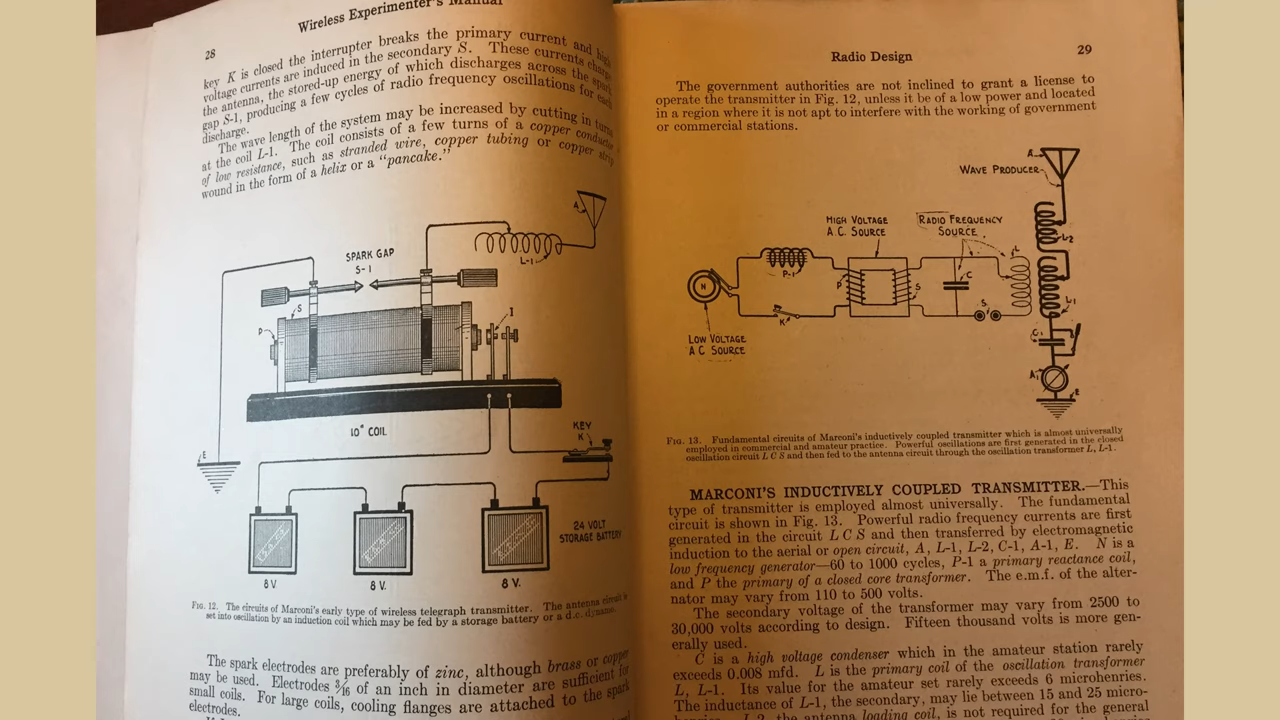 28
Wireless Experimenter's Manual
key K is closed the interrupter breaks the primary current and high
voltage currents are induced in the secondary S. These currents charge
the antenna, the stored-up energy of which discharges across the spark
gap S-1, producing a few cycles of radio frequency oscillations for each
discharge.
The wave length of the system may be increased by cutting in turns
at the coil L-1. The coil consists of a few turns of a copper conductor
of low resistance, such as stranded wire, copper tubing or copper strip
wound in the form of a helix or a "pancake."
A
SPARK GAP
S-1
L-1
S
P
I
10" COIL
KEY
K
E
24 VOLT
STORAGE BATTERY
8 V.
8 V.
8 V.
FIG. 12. The circuits of Marconi's early type of wireless telegraph transmitter. The antenna circuit is
set into oscillation by an induction coil which may be fed by a storage battery or a d.c. dynamo.
The spark electrodes are preferably of zinc, although brass or copper
may be used. Electrodes 5/16 of an inch in diameter are sufficient for
small coils. For large coils, cooling flanges are attached to the spark
electrodes.
Radio Design
29
The government authorities are not inclined to grant a license to
operate the transmitter in Fig. 12, unless it be of a low power and located
in a region where it is not apt to interfere with the working of government
or commercial stations.
A
WAVE PRODUCER
HIGH VOLTAGE
A.C. SOURCE
RADIO FREQUENCY
SOURCE
L2
L
P-1
P
S
C
N
L1
K
S
C1
LOW VOLTAGE
A C SOURCE
A1
E
FIG. 13. Fundamental circuits of Marconi's inductively coupled transmitter which is almost universally
employed in commercial and amateur practice. Powerful oscillations are first generated in the closed
oscillation circuit L C S and then fed to the antenna circuit through the oscillation transformer L, L-1.
MARCONI'S INDUCTIVELY COUPLED TRANSMITTER.—This
type of transmitter is employed almost universally. The fundamental
circuit is shown in Fig. 13. Powerful radio frequency currents are first
generated in the circuit L C S and then transferred by electromagnetic
induction to the aerial or open circuit, A, L-1, L-2, C-1, A-1, E. N is a
low frequency generator—60 to 1000 cycles, P-1 a primary reactance coil,
and P the primary of a closed core transformer. The e.m.f. of the alter-
nator may vary from 110 to 500 volts.
The secondary voltage of the transformer may vary from 2500 to
30,000 volts according to design. Fifteen thousand volts is more gen-
erally used.
C is a high voltage condenser which in the amateur station rarely
exceeds 0.008 mfd. L is the primary coil of the oscillation transformer
L, L-1. Its value for the amateur set rarely exceeds 6 microhenries.
The inductance of L-1, the secondary, may lie between 15 and 25 micro-
henries. L-2, the antenna loading coil, is not required for the general